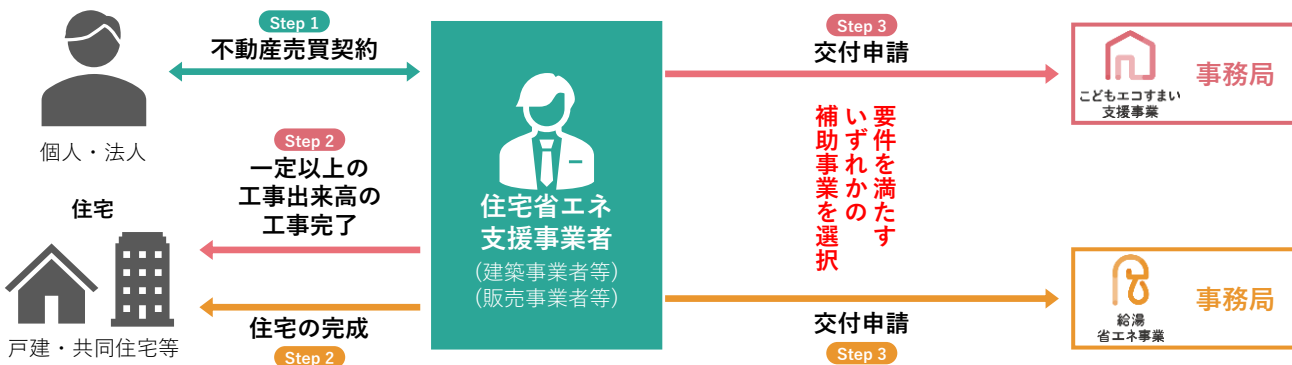 Step 1
不動産売買契約
個人・法人
Step 2
一定以上の
工事出来高の
工事完了
住宅
戸建・共同住宅等
住宅の完成
Step 2
住宅省エネ
支援事業者
(建築事業者等)
(販売事業者等)
Step 3
交付申請
要件を満たす
いずれかの
補助事業を選択
交付申請
Step 3
こどもエコすまい
支援事業
事務局
給湯
省エネ事業
事務局